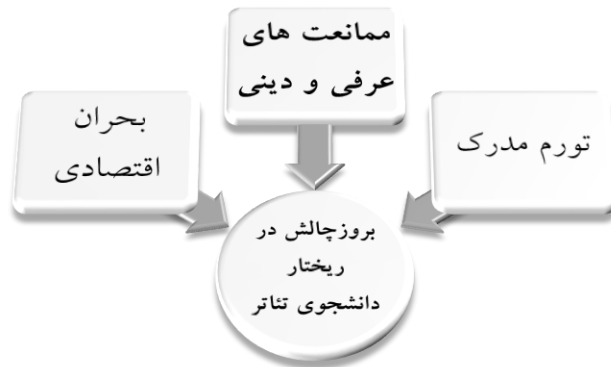 ممانعت های
عرفی و دینی
تورم مدرک
بحران
اقتصادی
بروزچالش در
ریختار
دانشجوی تئاتر